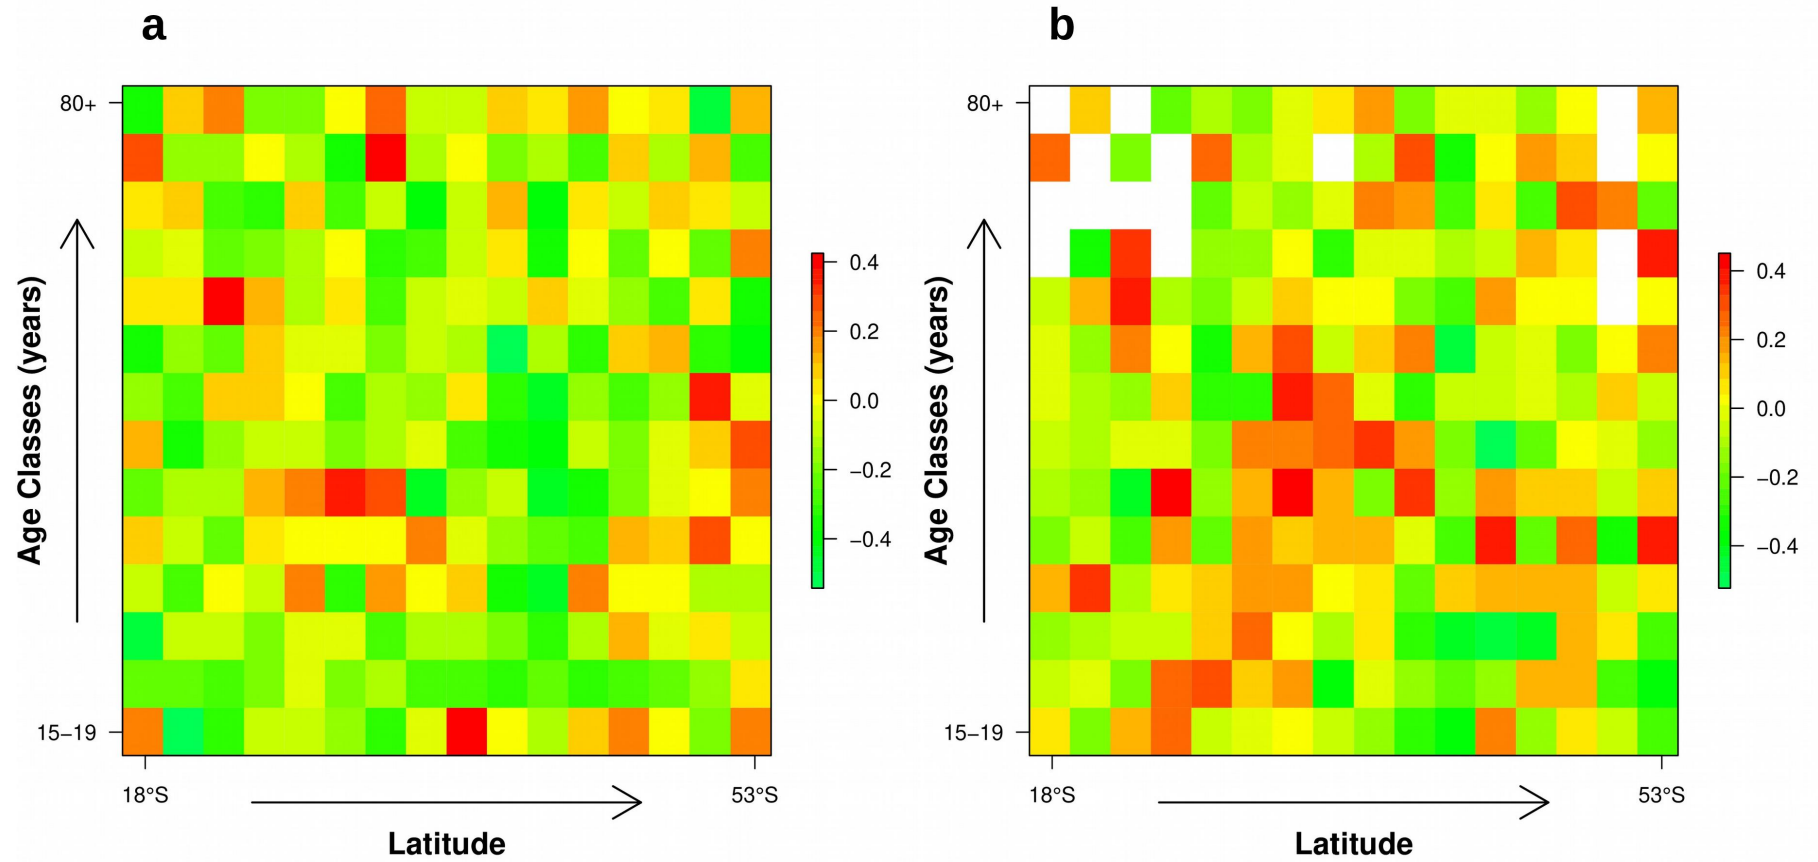 a
80+
15–19
Age Classes (years)
18°S
53°S
Latitude
0.4
0.2
0.0
−0.2
−0.4
b
80+
15–19
Age Classes (years)
18°S
53°S
Latitude
0.4
0.2
0.0
−0.2
−0.4